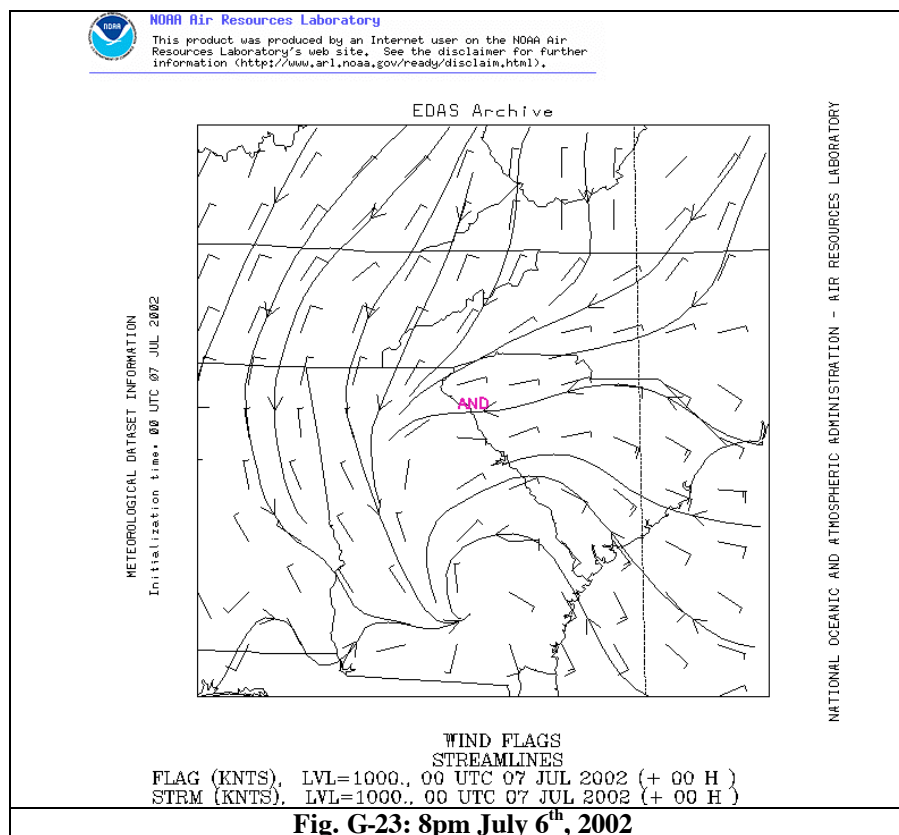 NOAA Air Resources Laboratory
This product was produced by an Internet user on the NOAA Air
Resources Laboratory's web site. See the disclaimer for further
information (http://www.arl.noaa.gov/ready/disclaim.html).
NOAA
EDAS Archive
METEOROLOGICAL DATASET INFORMATION
Initialization time: 00 UTC 07 JUL 2002
AND
NATIONAL OCEANIC AND ATMOSPHERIC ADMINISTRATION - AIR RESOURCES LABORATORY
WIND FLAGS
STREAMLINES
FLAG (KNTS), LVL=1000., 00 UTC 07 JUL 2002 (+ 00 H )
STRM (KNTS), LVL=1000., 00 UTC 07 JUL 2002 (+ 00 H )
Fig. G-23: 8pm July 6th, 2002